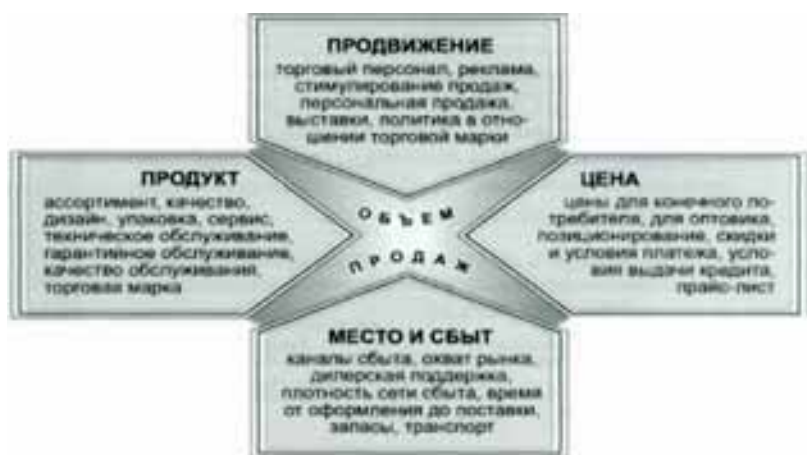 ПРОДВИЖЕНИЕ
торговый персонал, реклама,
стимулирование продаж,
персональная продажа,
выставки, политика в отно-
шении торговой марки
ПРОДУКТ
ассортимент, качество,
дизайн, упаковка, сервис,
техническое обслуживание,
гарантийное обслуживание,
качество обслуживания,
торговая марка
ОБЪЕМ
ПРОДАЖ
ЦЕНА
цены для конечного по-
требителя, для оптовика,
позиционирование, скидки
и условия платежа, усло-
вия выдачи кредита,
прайс-лист
МЕСТО И СБЫТ
каналы сбыта, охват рынка,
дилерская поддержка,
плотность сети сбыта, время
от оформления до поставки,
запасы, транспорт